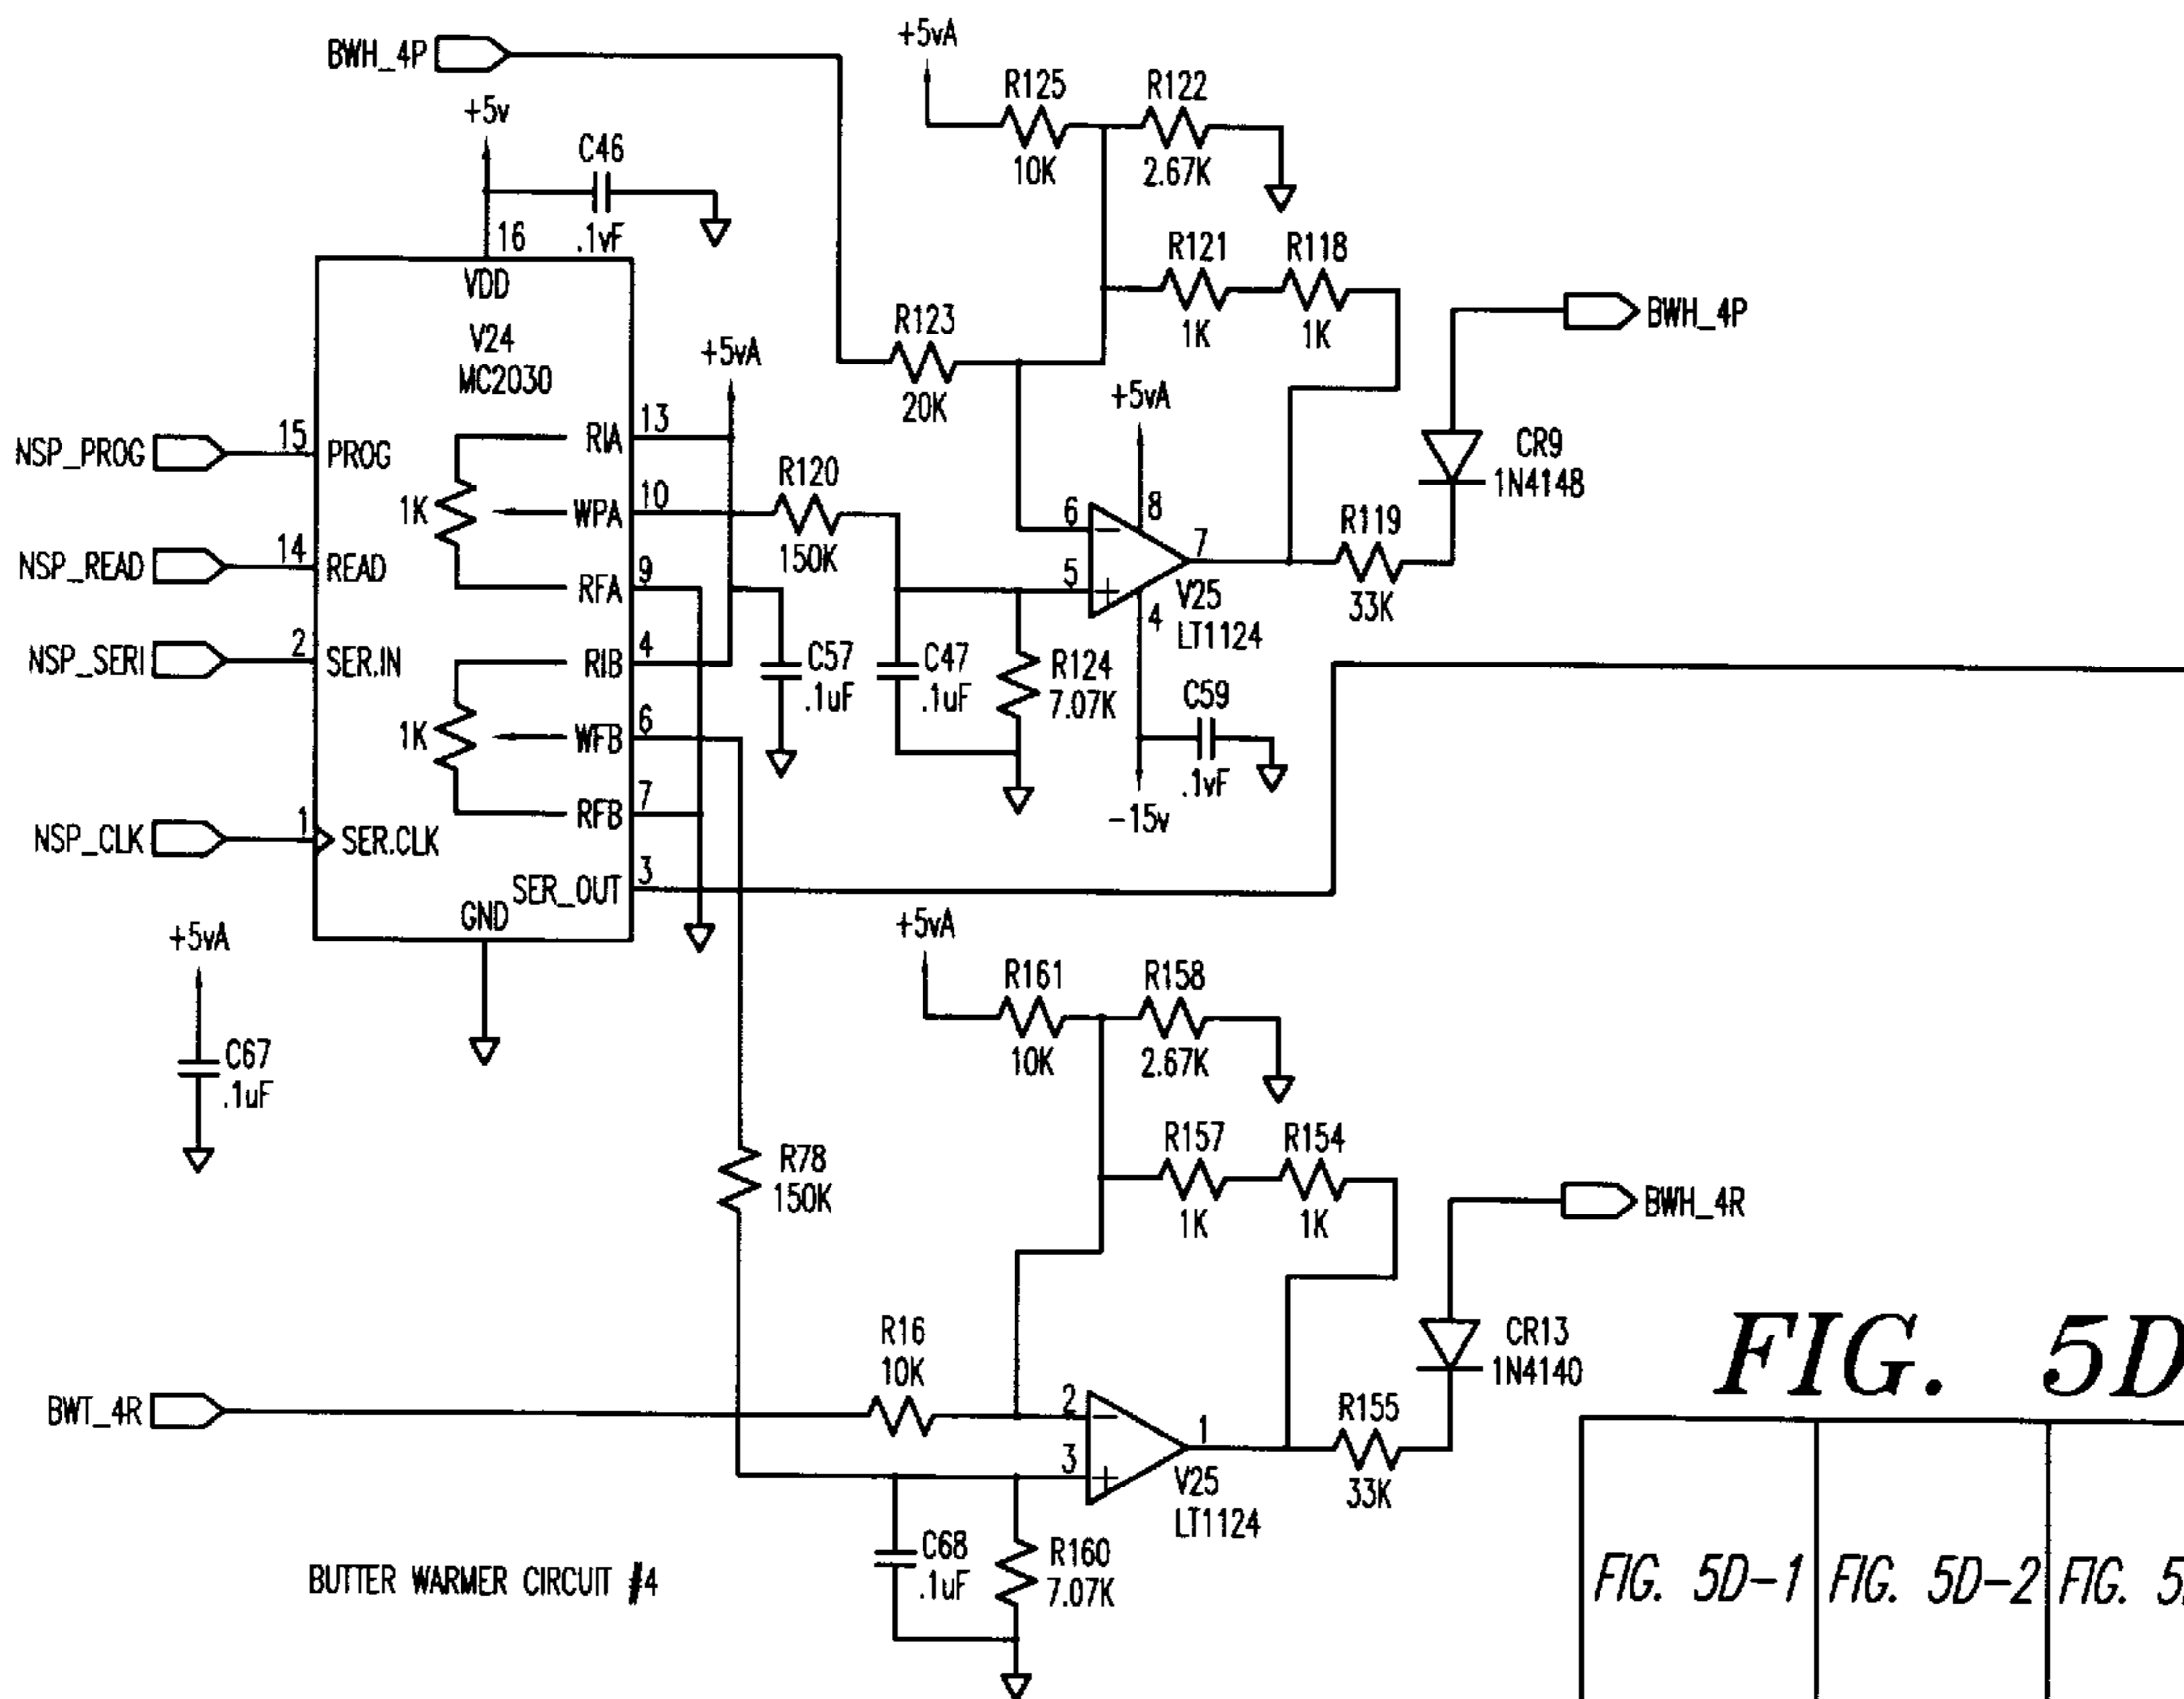 BWH_4P
+5v
C46
.1vF
16
VDD
V24
MC2030
NSP_PROG
15
PROG
NSP_READ
14
READ
NSP_SERI
2
SER.IN
NSP_CLK
1
SER.CLK
1K
RIA
13
WPA
10
RFA
9
1K
RIB
4
WFB
6
RFB
7
SER_OUT
3
GND
+5vA
C67
.1uF
+5vA
R125
10K
R122
2.67K
R121
1K
R118
1K
R123
20K
+5vA
R120
150K
C57
.1uF
C47
.1uF
R124
7.07K
+5vA
6
5
8
7
4
V25
LT1124
C59
.1vF
-15v
R119
33K
CR9
1N4148
BWH_4P
+5vA
R161
10K
R158
2.67K
R157
1K
R154
1K
R78
150K
BWT_4R
R16
10K
2
3
1
V25
LT1124
R155
33K
CR13
1N4140
BWH_4R
C68
.1uF
R160
7.07K
BUTTER WARMER CIRCUIT #4
FIG. 5D
FIG. 5D-1
FIG. 5D-2
FIG. 5